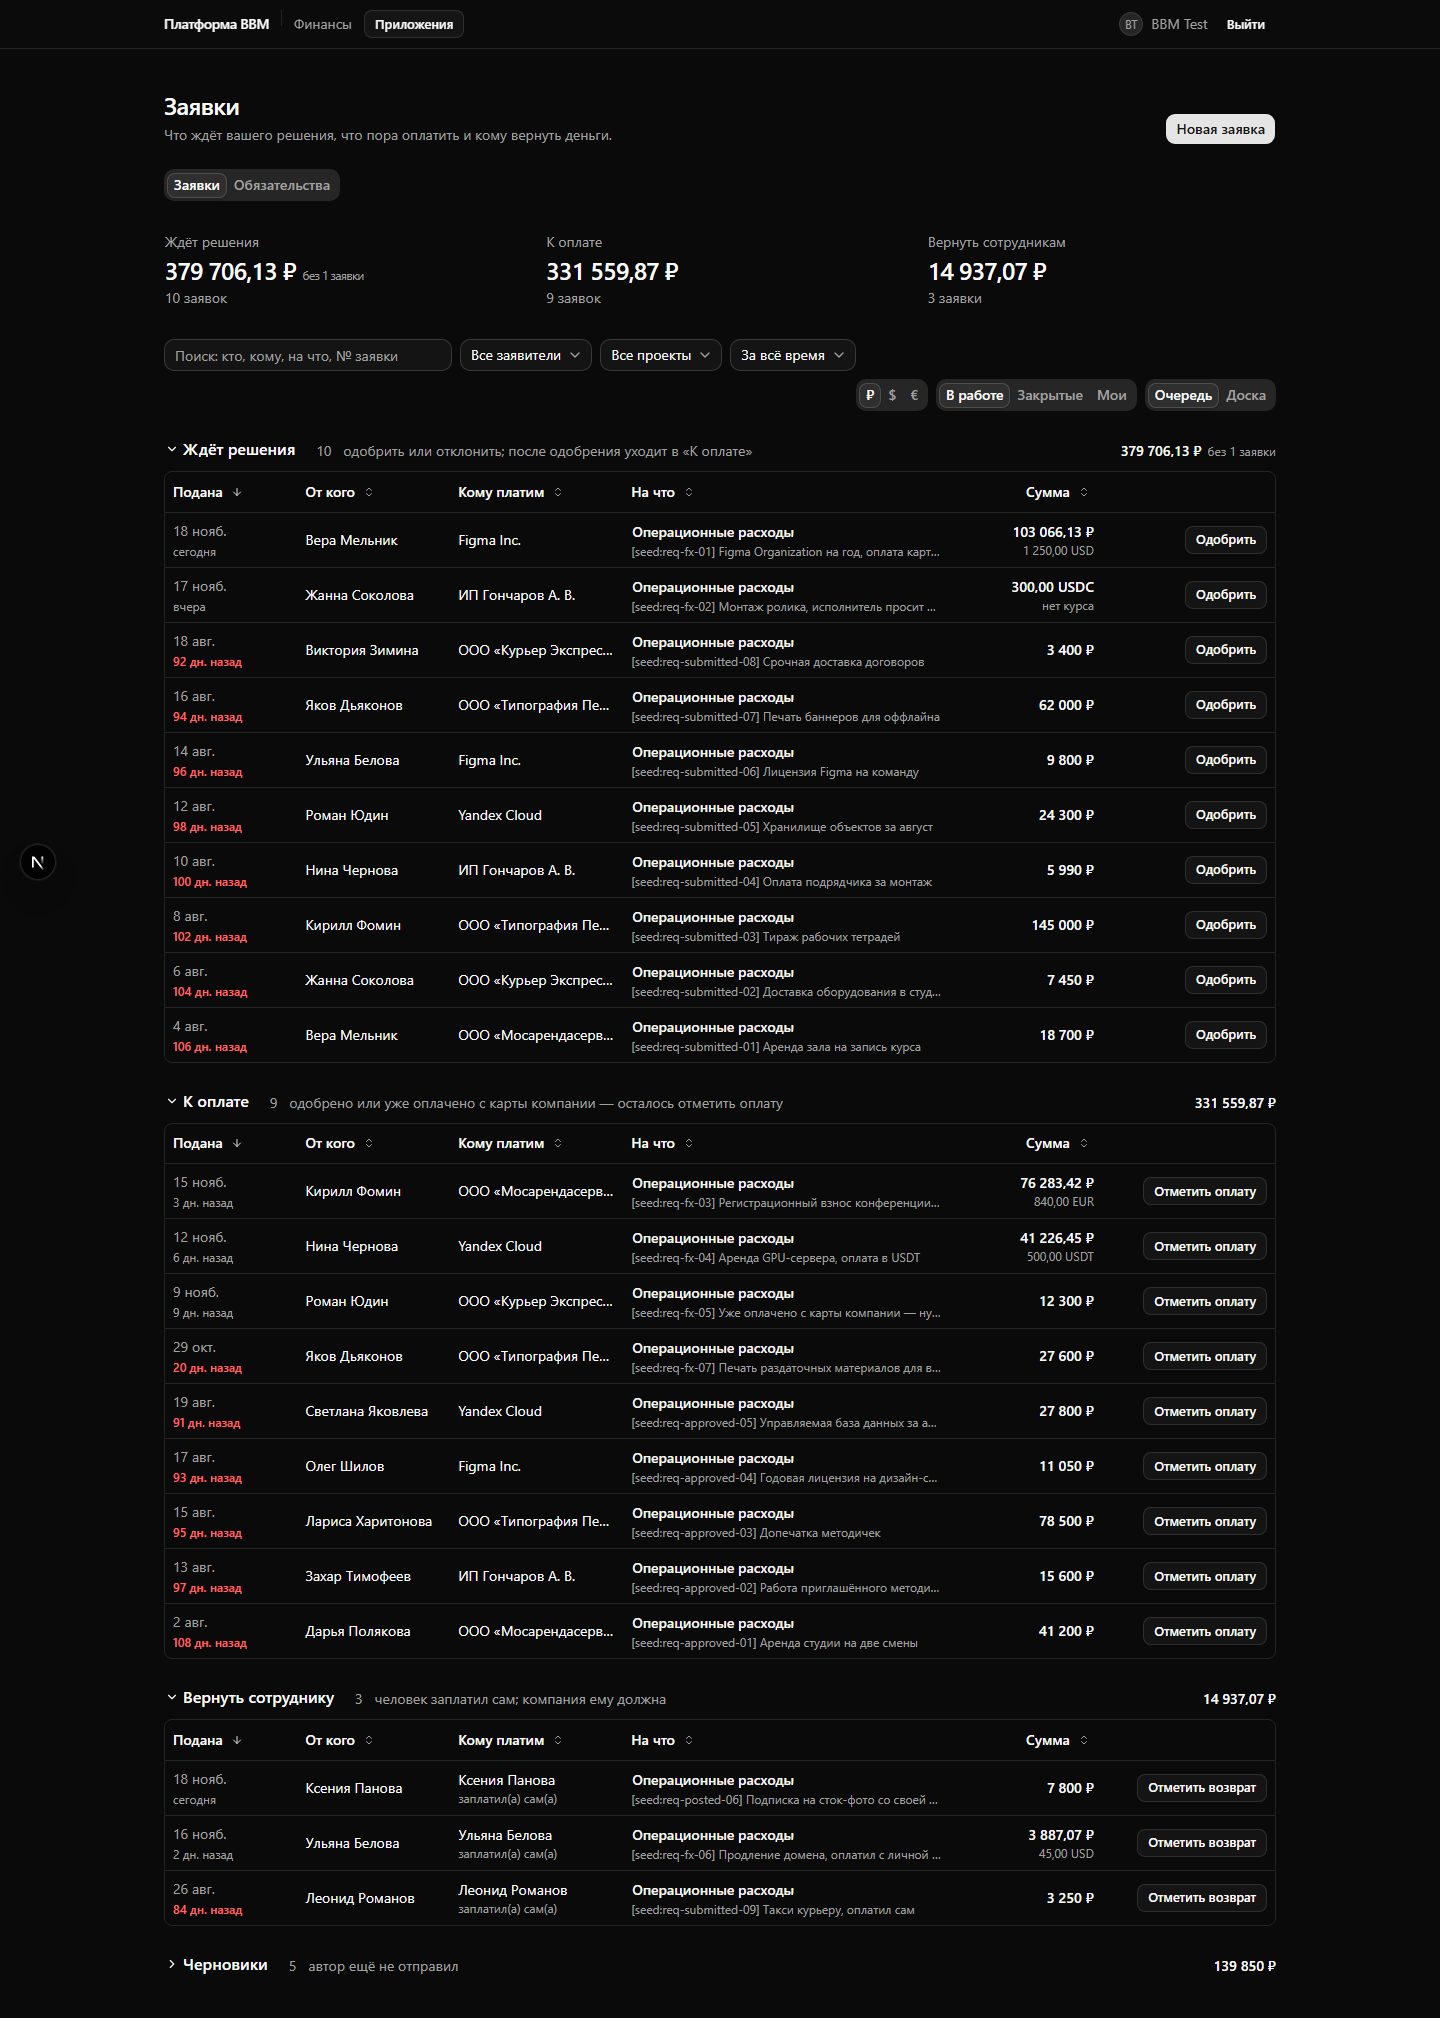 Платформа BBM Финансы Приложения BT BBM Test Выйти
Заявки
Что ждёт вашего решения, что пора оплатить и кому вернуть деньги.
Новая заявка
Заявки Обязательства
Ждёт решения К оплате Вернуть сотрудникам
379 706,13 ₽ без 1 заявки 331 559,87 ₽ 14 937,07 ₽
10 заявок 9 заявок 3 заявки
Поиск: кто, кому, на что, № заявки Все заявители Все проекты За всё время
₽ $ € В работе Закрытые Мои Очередь Доска
Ждёт решения 10 одобрить или отклонить; после одобрения уходит в «К оплате» 379 706,13 ₽ без 1 заявки
Подана От кого Кому платим На что Сумма
18 нояб. Операционные расходы 103 066,13 ₽
Вера Мельник Figma Inc. Одобрить
сегодня [seed:req-fx-01] Figma Organization на год, оплата карт... 1 250,00 USD
17 нояб. Операционные расходы 300,00 USDC
Жанна Соколова ИП Гончаров А. В. Одобрить
вчера [seed:req-fx-02] Монтаж ролика, исполнитель просит ... нет курса
18 авг. Операционные расходы
Виктория Зимина ООО «Курьер Экспрес... 3 400 ₽ Одобрить
92 дн. назад [seed:req-submitted-08] Срочная доставка договоров
16 авг. Операционные расходы
Яков Дьяконов ООО «Типография Пе... 62 000 ₽ Одобрить
94 дн. назад [seed:req-submitted-07] Печать баннеров для оффлайна
14 авг. Операционные расходы
Ульяна Белова Figma Inc. 9 800 ₽ Одобрить
96 дн. назад [seed:req-submitted-06] Лицензия Figma на команду
12 авг. Операционные расходы
Роман Юдин Yandex Cloud 24 300 ₽ Одобрить
98 дн. назад [seed:req-submitted-05] Хранилище объектов за август
10 авг. Операционные расходы
Нина Чернова ИП Гончаров А. В. 5 990 ₽ Одобрить
100 дн. назад [seed:req-submitted-04] Оплата подрядчика за монтаж
8 авг. Операционные расходы
Кирилл Фомин ООО «Типография Пе... 145 000 ₽ Одобрить
102 дн. назад [seed:req-submitted-03] Тираж рабочих тетрадей
6 авг. Операционные расходы
Жанна Соколова ООО «Курьер Экспрес... 7 450 ₽ Одобрить
104 дн. назад [seed:req-submitted-02] Доставка оборудования в студ...
4 авг. Операционные расходы
Вера Мельник ООО «Мосарендасерв... 18 700 ₽ Одобрить
106 дн. назад [seed:req-submitted-01] Аренда зала на запись курса
К оплате 9 одобрено или уже оплачено с карты компании — осталось отметить оплату 331 559,87 ₽
Подана От кого Кому платим На что Сумма
15 нояб. Операционные расходы 76 283,42 ₽
Кирилл Фомин ООО «Мосарендасерв... Отметить оплату
3 дн. назад [seed:req-fx-03] Регистрационный взнос конференции... 840,00 EUR
12 нояб. Операционные расходы 41 226,45 ₽
Нина Чернова Yandex Cloud Отметить оплату
6 дн. назад [seed:req-fx-04] Аренда GPU-сервера, оплата в USDT 500,00 USDT
9 нояб. Операционные расходы
Роман Юдин ООО «Курьер Экспрес... 12 300 ₽ Отметить оплату
9 дн. назад [seed:req-fx-05] Уже оплачено с карты компании — ну...
29 окт. Операционные расходы
Яков Дьяконов ООО «Типография Пе... 27 600 ₽ Отметить оплату
20 дн. назад [seed:req-fx-07] Печать раздаточных материалов для в...
19 авг. Операционные расходы
Светлана Яковлева Yandex Cloud 27 800 ₽ Отметить оплату
91 дн. назад [seed:req-approved-05] Управляемая база данных за а...
17 авг. Операционные расходы
Олег Шилов Figma Inc. 11 050 ₽ Отметить оплату
93 дн. назад [seed:req-approved-04] Годовая лицензия на дизайн-с...
15 авг. Операционные расходы
Лариса Харитонова ООО «Типография Пе... 78 500 ₽ Отметить оплату
95 дн. назад [seed:req-approved-03] Допечатка методичек
13 авг. Операционные расходы
Захар Тимофеев ИП Гончаров А. В. 15 600 ₽ Отметить оплату
97 дн. назад [seed:req-approved-02] Работа приглашённого методи...
2 авг. Операционные расходы
Дарья Полякова ООО «Мосарендасерв... 41 200 ₽ Отметить оплату
108 дн. назад [seed:req-approved-01] Аренда студии на две смены
Вернуть сотруднику 3 человек заплатил сам; компания ему должна 14 937,07 ₽
Подана От кого Кому платим На что Сумма
18 нояб. Ксения Панова Операционные расходы
Ксения Панова 7 800 ₽ Отметить возврат
сегодня заплатил(а) сам(а) [seed:req-posted-06] Подписка на сток-фото со своей ...
16 нояб. Ульяна Белова Операционные расходы 3 887,07 ₽
Ульяна Белова Отметить возврат
2 дн. назад заплатил(а) сам(а) [seed:req-fx-06] Продление домена, оплатил с личной ... 45,00 USD
26 авг. Леонид Романов Операционные расходы
Леонид Романов 3 250 ₽ Отметить возврат
84 дн. назад заплатил(а) сам(а) [seed:req-submitted-09] Такси курьеру, оплатил сам
Черновики 5 автор ещё не отправил 139 850 ₽